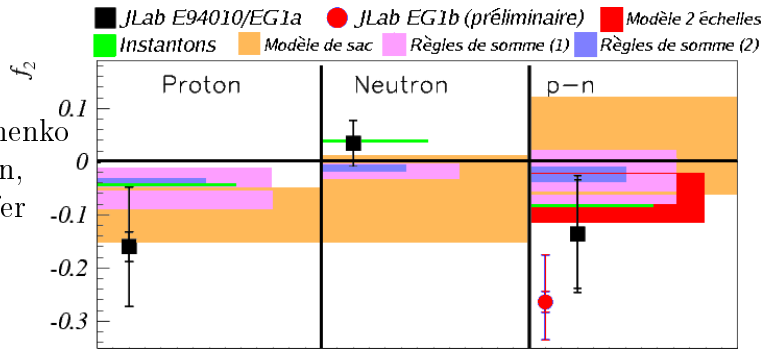 JLab E94010/EG1a JLab EG1b (préliminaire) Modèle 2 échelles
Instantons Modèle de sac Règles de somme (1) Règles de somme (2)
f2
Proton Neutron p-n
0.1
0
-0.1
-0.2
-0.3